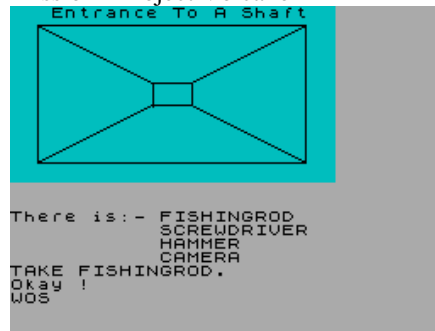 Entrance To A Shaft
There is:- FISHINGROD
SCREWDRIVER
HAMMER
CAMERA
TAKE FISHINGROD.
Okay !
WOS